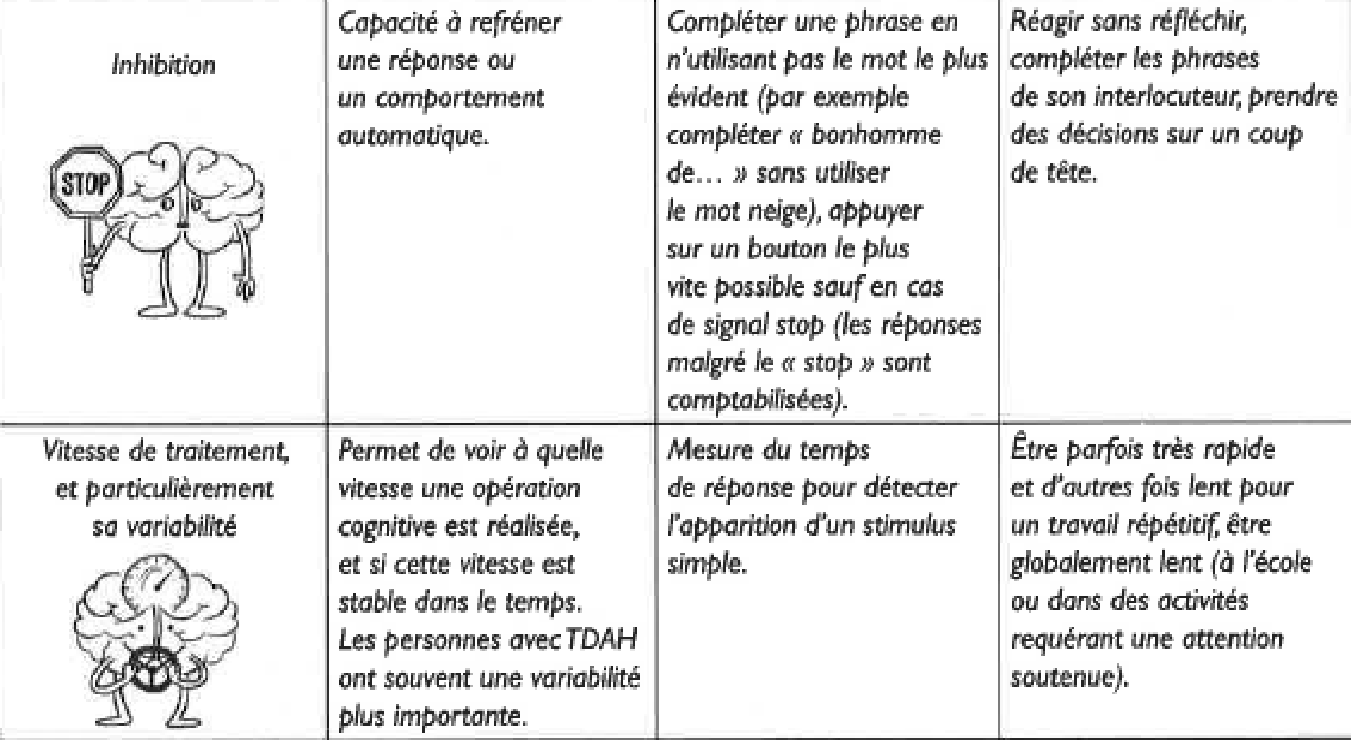 Inhibition
STOP
Capacité à refréner
une réponse ou
un comportement
automatique.
Compléter une phrase en
n'utilisant pas le mot le plus
évident (par exemple
compléter « bonhomme
de... » sans utiliser
le mot neige), appuyer
sur un bouton le plus
vite possible sauf en cas
de signal stop (les réponses
malgré le « stop » sont
comptabilisées).
Réagir sans réfléchir,
compléter les phrases
de son interlocuteur, prendre
des décisions sur un coup
de tête.
Vitesse de traitement,
et particulièrement
sa variabilité
Permet de voir à quelle
vitesse une opération
cognitive est réalisée,
et si cette vitesse est
stable dans le temps.
Les personnes avec TDAH
ont souvent une variabilité
plus importante.
Mesure du temps
de réponse pour détecter
l'apparition d'un stimulus
simple.
Être parfois très rapide
et d'autres fois lent pour
un travail répétitif, être
globalement lent (à l'école
ou dans des activités
requérant une attention
soutenue).